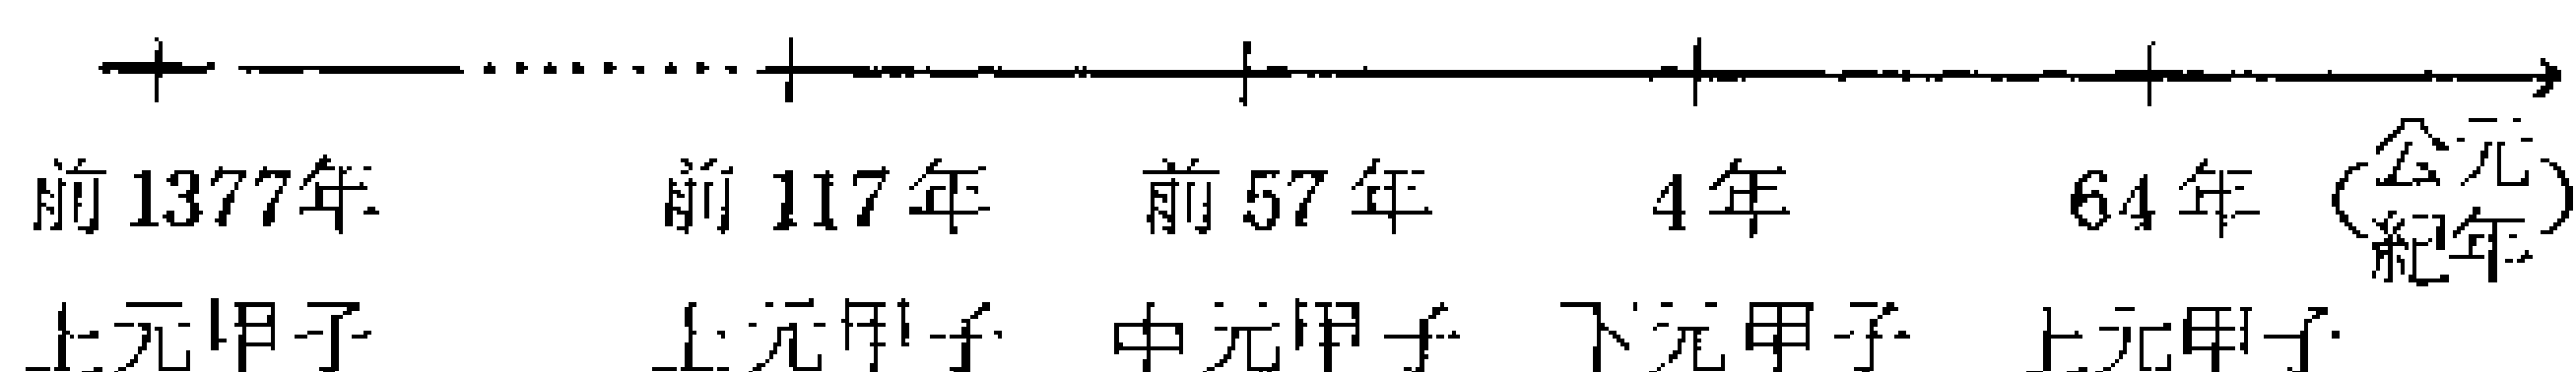 前1377年 前117年 前57年 4年 64年 (公元紀年)
上元甲子 上元甲子 中元甲子 下元甲子 上元甲子